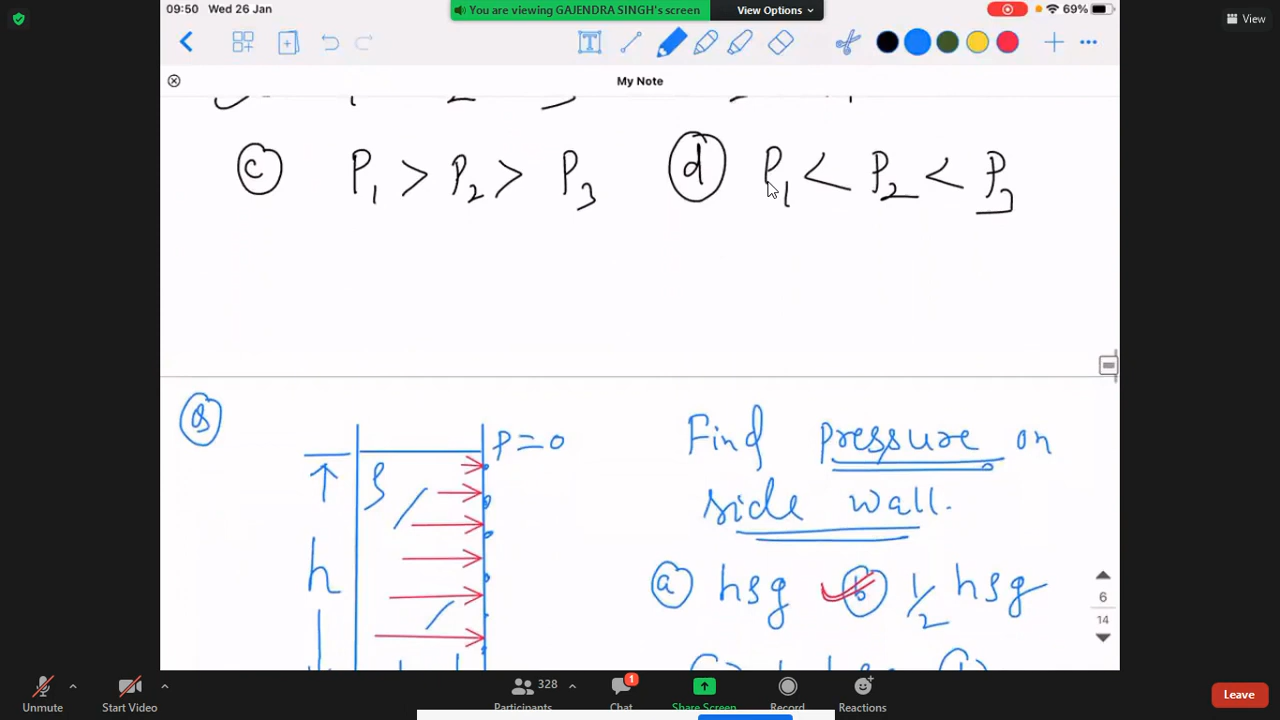 09:50 Wed 26 Jan
You are viewing GAJENDRA SINGH's screen
View Options
69%
View
My Note
c P₁ > P₂ > P₃ d P₁ < P₂ < P₃
Q
P=0
Find pressure on
side wall.
ρ
h
a hρg b 1/2 hρg
6
14
Unmute
Start Video
328
Participants
1
Chat
Share Screen
Record
Reactions
Leave